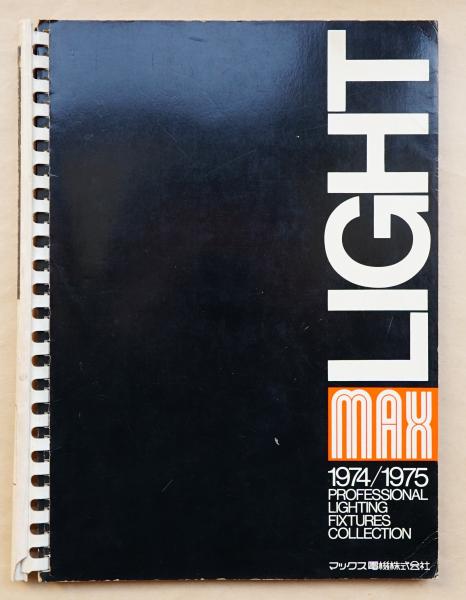 LIGHT
MAX
1974/1975
PROFESSIONAL
LIGHTING
FIXTURES
COLLECTION
マックス電機株式会社